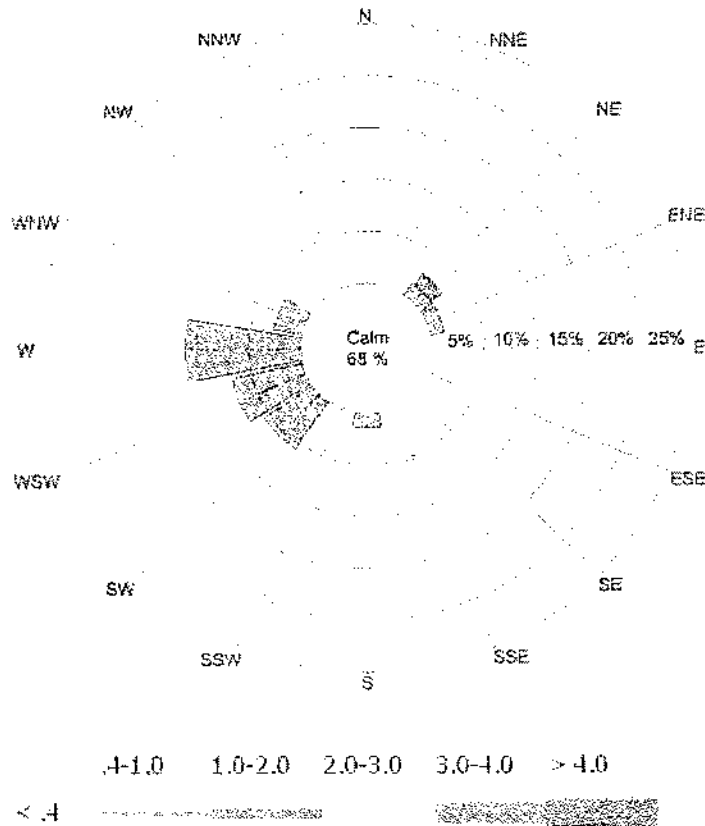 N
NNW NNE
NW NE
WNW ENE
W Calm 5% 10% 15% 20% 25% E
68 %
WSW ESE
SW SE
SSW SSE
S
.4-1.0 1.0-2.0 2.0-3.0 3.0-4.0 > 4.0
< .4